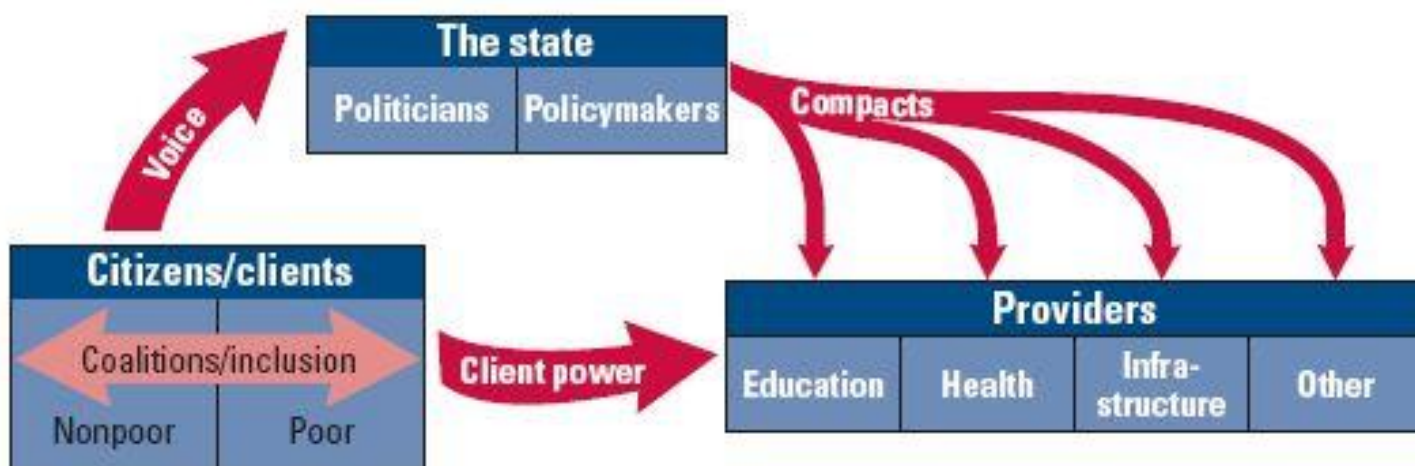 The state
Politicians
Policymakers
Voice
Compacts
Citizens/clients
Coalitions/inclusion
Nonpoor
Poor
Client power
Providers
Education
Health
Infra-
structure
Other